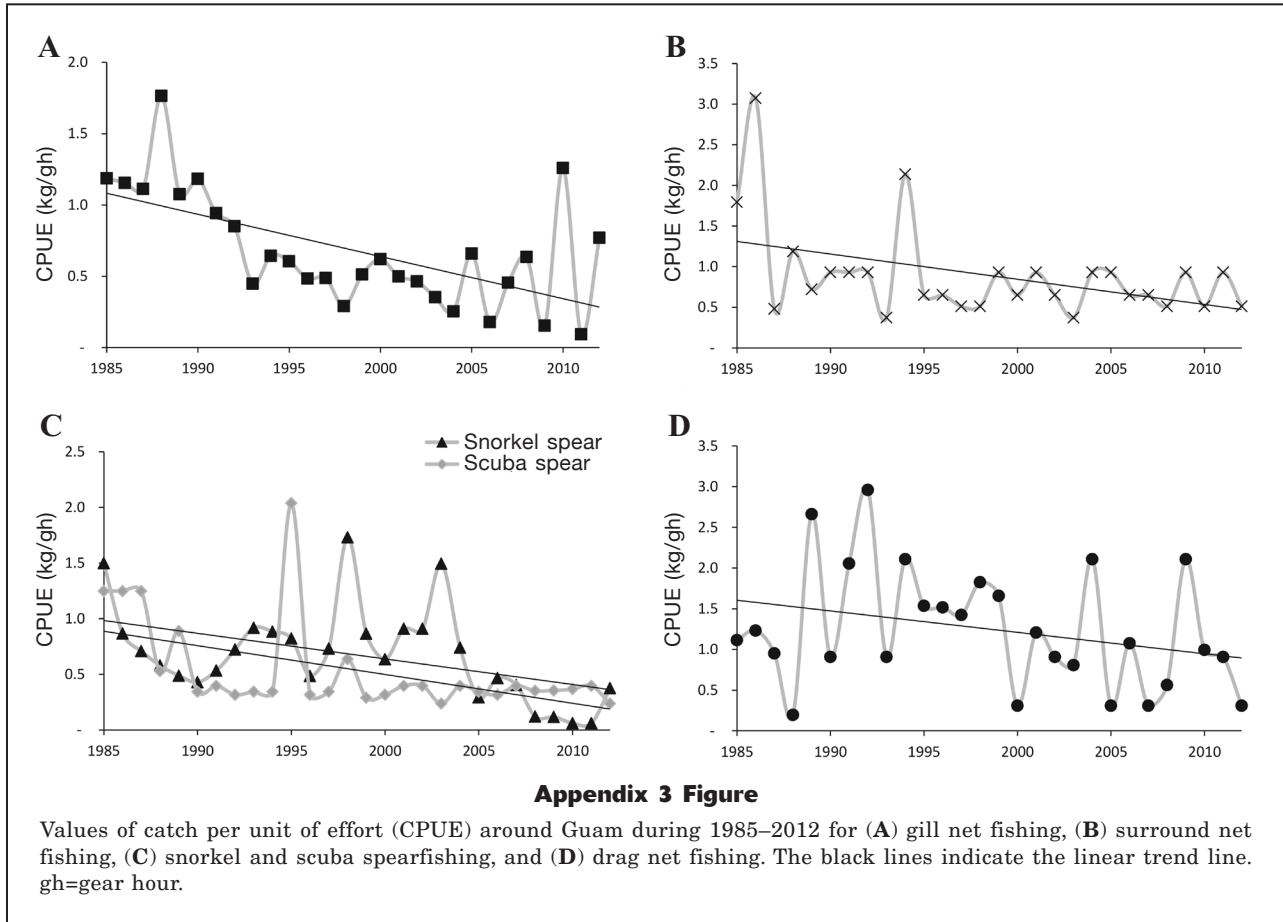 A
B
2.0
1.5
1.0
0.5
-
CPUE (kg/gh)
1985 1990 1995 2000 2005 2010
3.5
3.0
2.5
2.0
1.5
1.0
0.5
-
CPUE (kg/gh)
1985 1990 1995 2000 2005 2010
C
D
Snorkel spear
Scuba spear
2.5
2.0
1.5
1.0
0.5
-
CPUE (kg/gh)
1985 1990 1995 2000 2005 2010
3.5
3.0
2.5
2.0
1.5
1.0
0.5
-
CPUE (kg/gh)
1985 1990 1995 2000 2005 2010
Appendix 3 Figure
Values of catch per unit of effort (CPUE) around Guam during 1985–2012 for (A) gill net fishing, (B) surround net
fishing, (C) snorkel and scuba spearfishing, and (D) drag net fishing. The black lines indicate the linear trend line.
gh=gear hour.